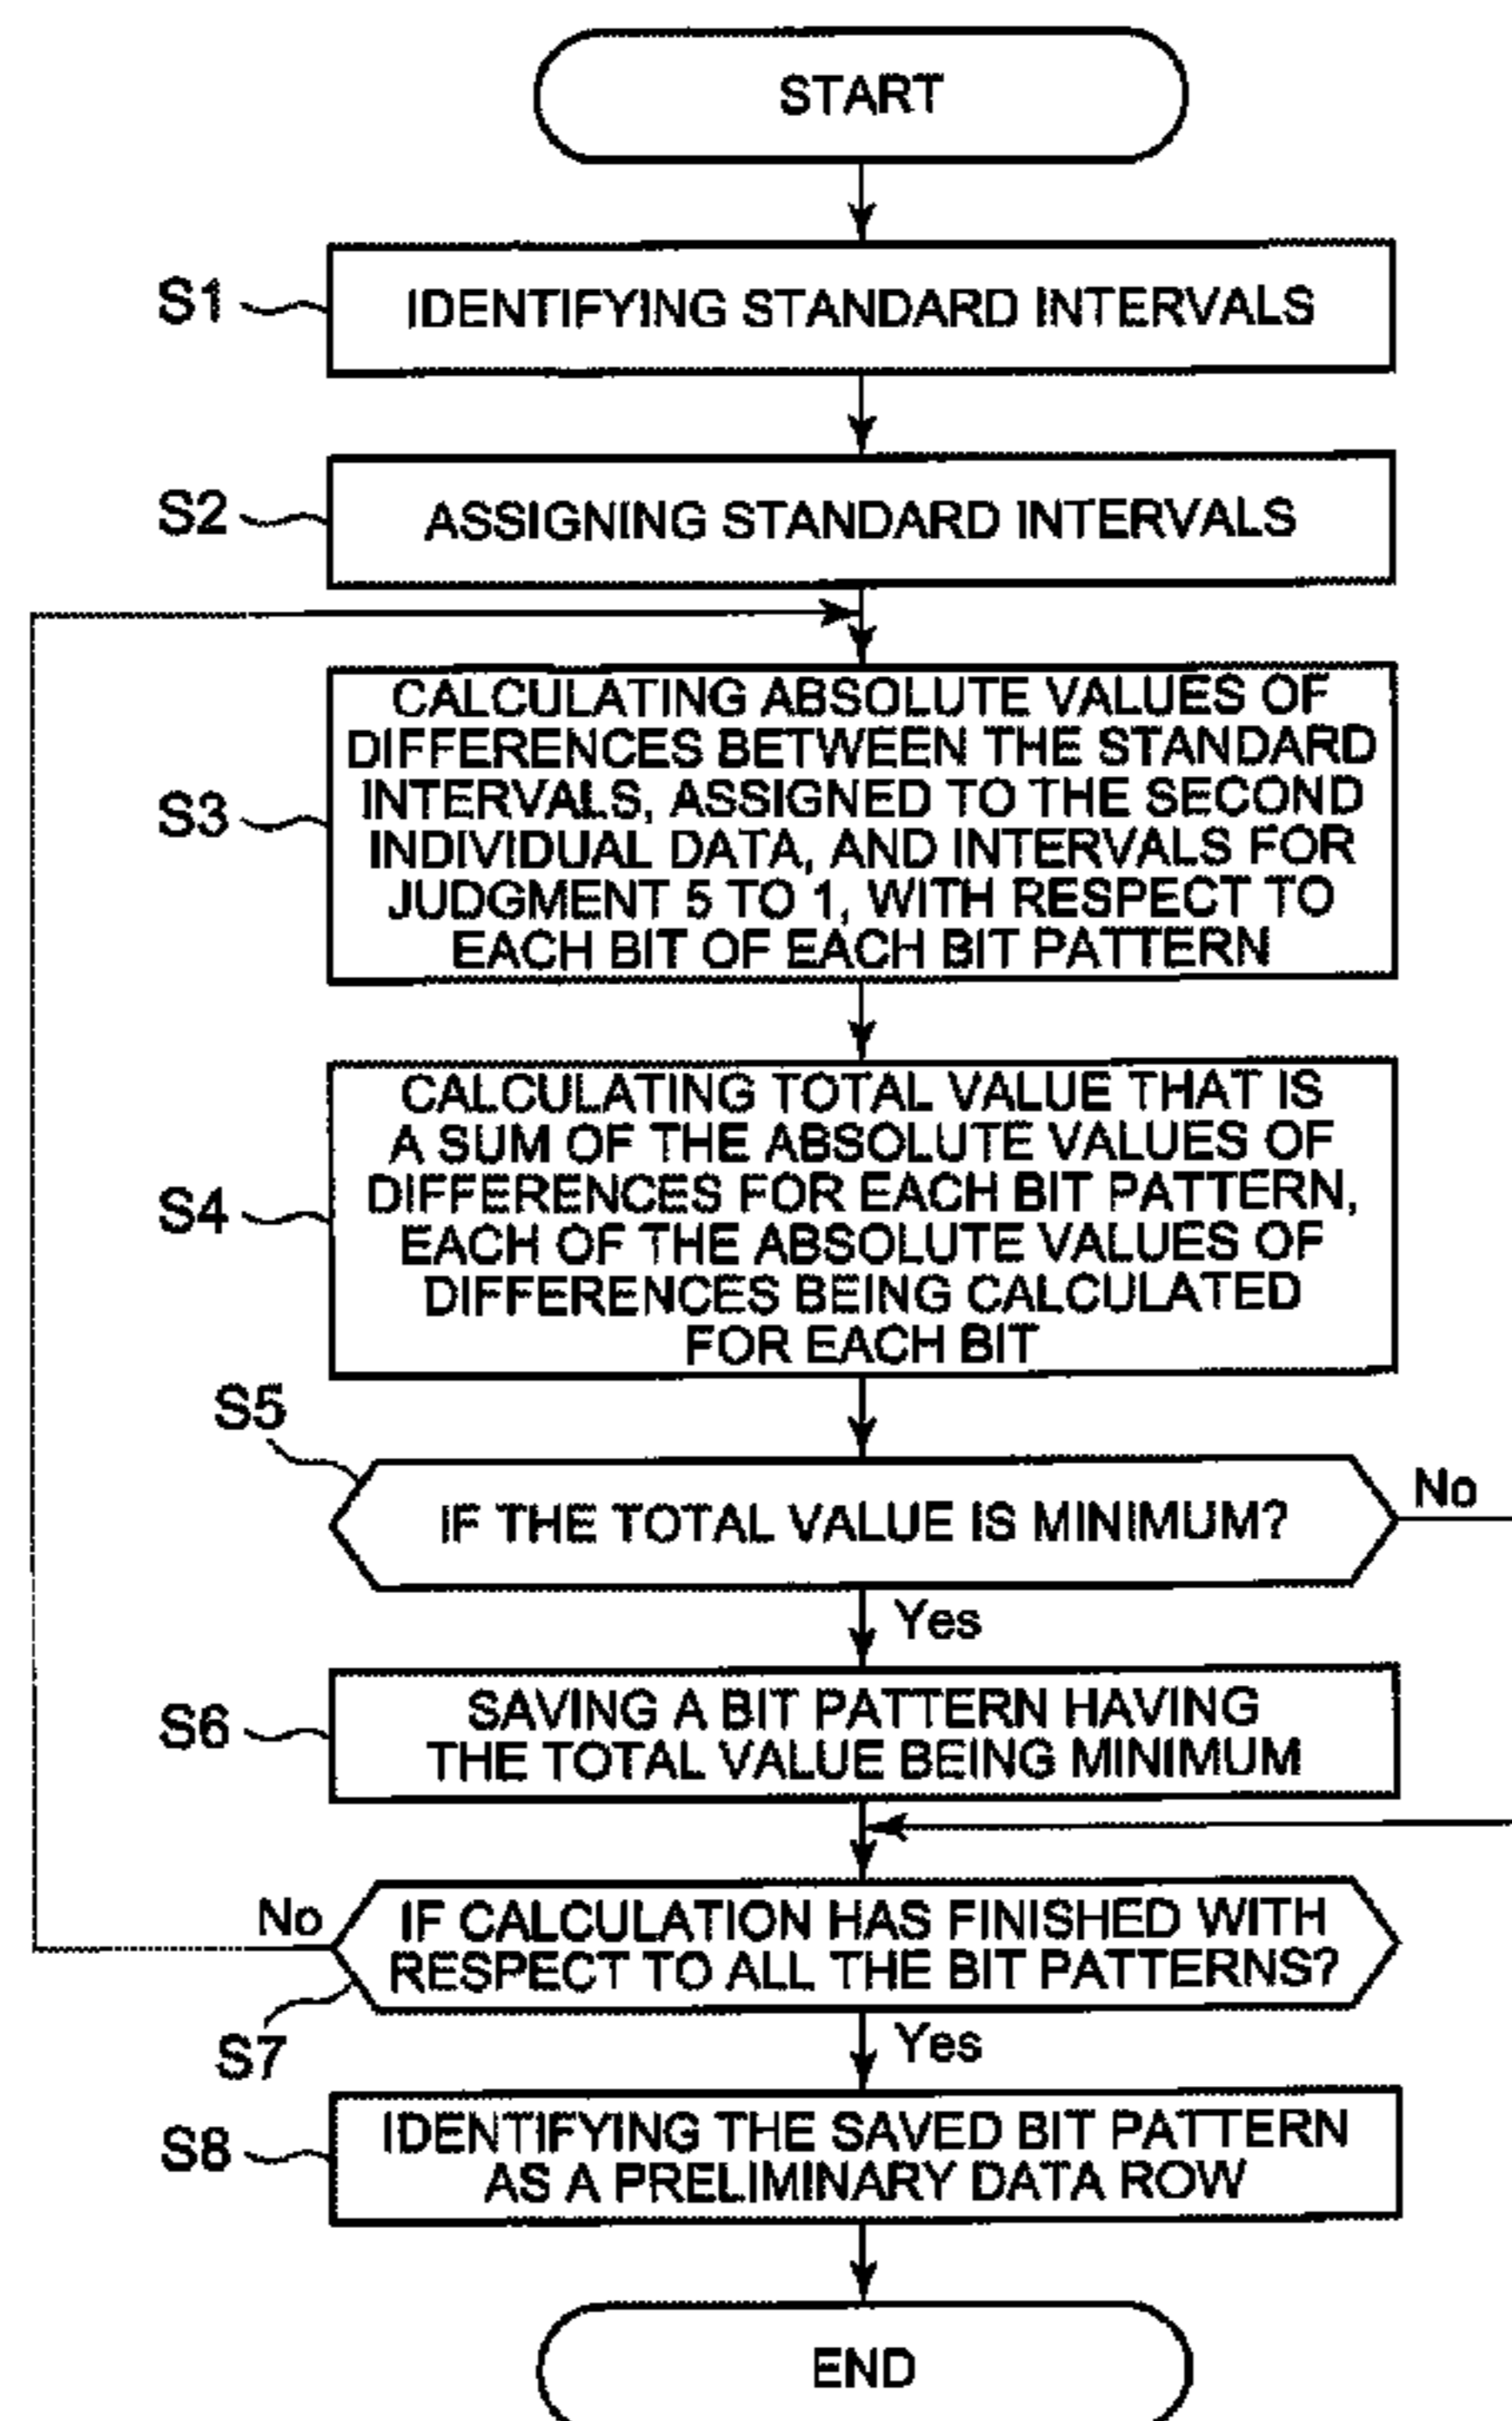 START
S1
IDENTIFYING STANDARD INTERVALS
S2
ASSIGNING STANDARD INTERVALS
S3
CALCULATING ABSOLUTE VALUES OF
DIFFERENCES BETWEEN THE STANDARD
INTERVALS, ASSIGNED TO THE SECOND
INDIVIDUAL DATA, AND INTERVALS FOR
JUDGMENT 5 TO 1, WITH RESPECT TO
EACH BIT OF EACH BIT PATTERN
S4
CALCULATING TOTAL VALUE THAT IS
A SUM OF THE ABSOLUTE VALUES OF
DIFFERENCES FOR EACH BIT PATTERN,
EACH OF THE ABSOLUTE VALUES OF
DIFFERENCES BEING CALCULATED
FOR EACH BIT
S5
IF THE TOTAL VALUE IS MINIMUM?
No
Yes
S6
SAVING A BIT PATTERN HAVING
THE TOTAL VALUE BEING MINIMUM
No
IF CALCULATION HAS FINISHED WITH
RESPECT TO ALL THE BIT PATTERNS?
S7
Yes
S8
IDENTIFYING THE SAVED BIT PATTERN
AS A PRELIMINARY DATA ROW
END